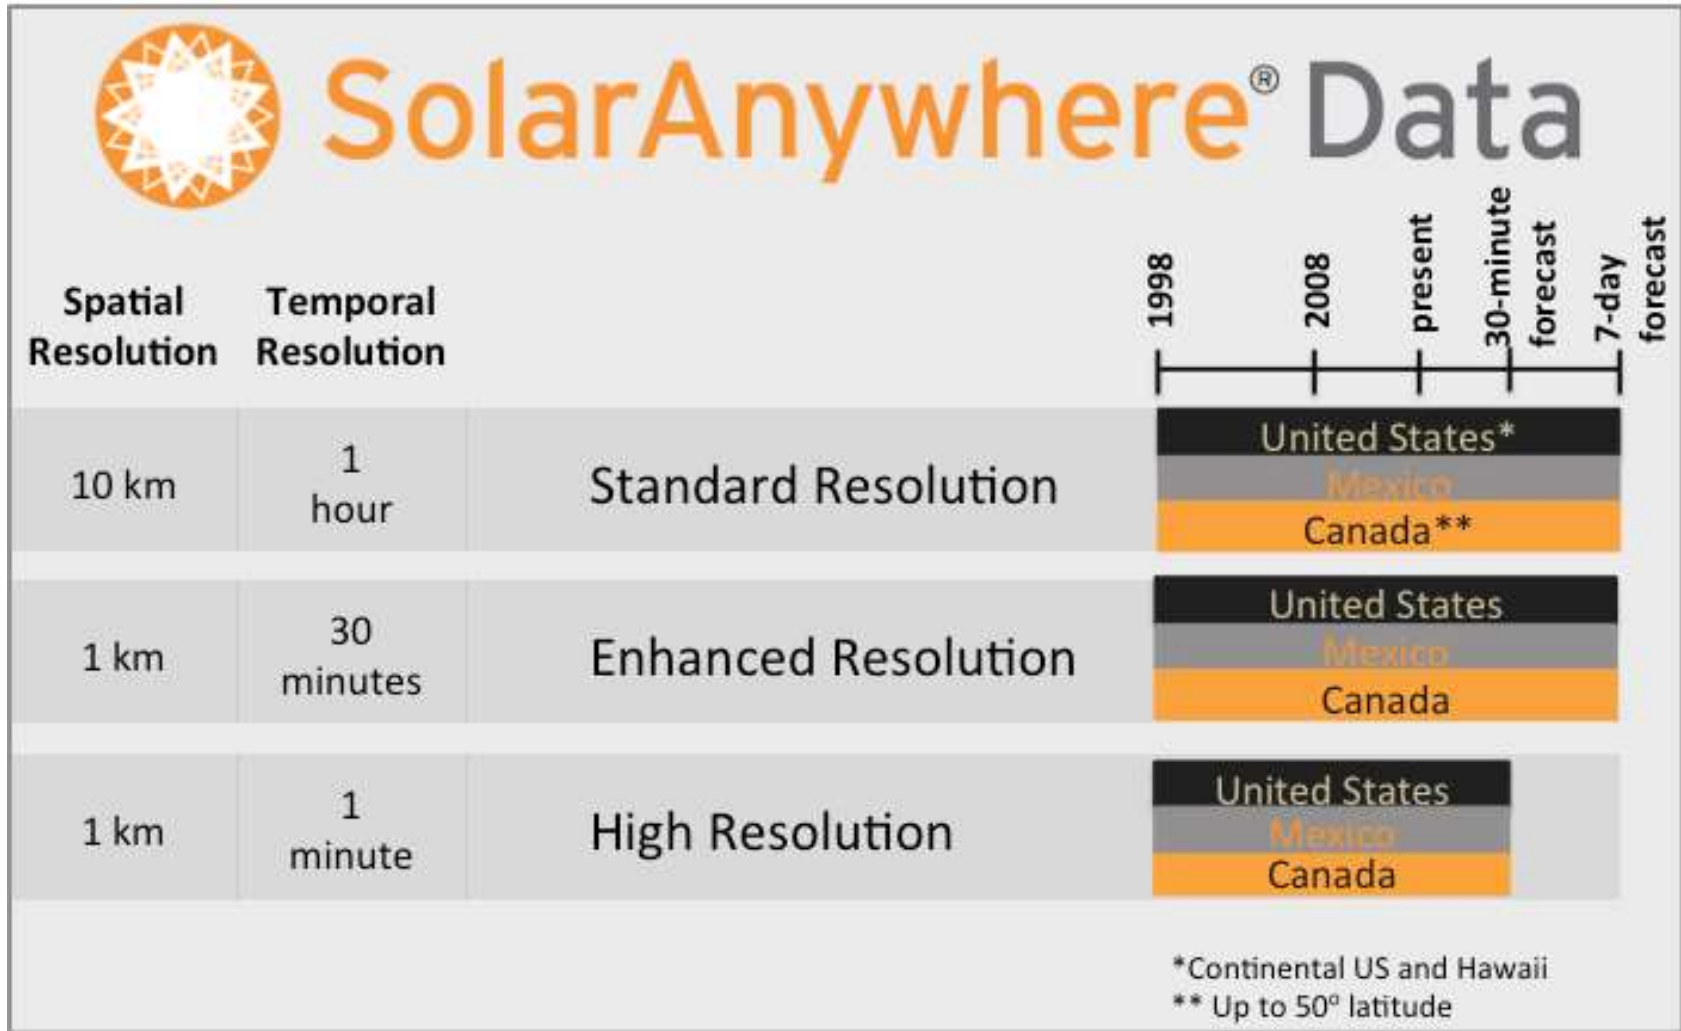 SolarAnywhere® Data
Spatial
Resolution
Temporal
Resolution
1998
2008
present
30-minute
forecast
7-day
forecast
10 km
1
hour
Standard Resolution
United States*
Mexico
Canada**
1 km
30
minutes
Enhanced Resolution
United States
Mexico
Canada
1 km
1
minute
High Resolution
United States
Mexico
Canada
*Continental US and Hawaii
** Up to 50° latitude